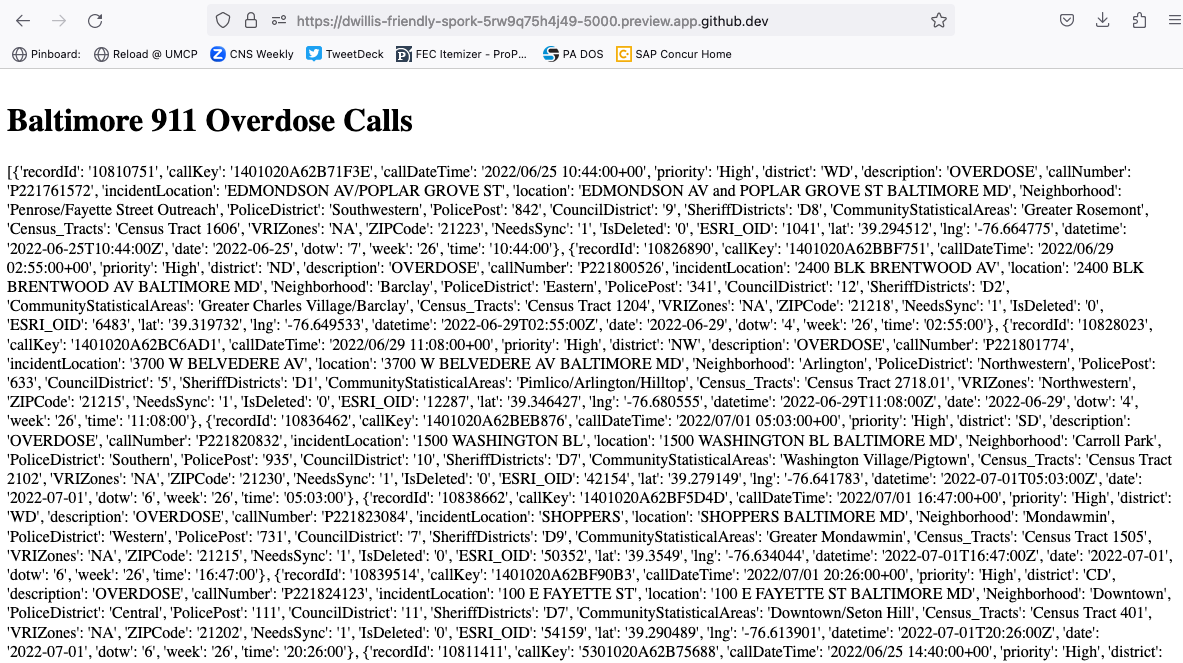 https://dwillis-friendly-spork-5rw9q75h4j49-5000.preview.app.github.dev
Pinboard: Reload @ UMCP CNS Weekly TweetDeck FEC Itemizer - ProP... PA DOS SAP Concur Home
Baltimore 911 Overdose Calls
[{'recordId': '10810751', 'callKey': '1401020A62B71F3E', 'callDateTime': '2022/06/25 10:44:00+00', 'priority': 'High', 'district': 'WD', 'description': 'OVERDOSE', 'callNumber':
'P221761572', 'incidentLocation': 'EDMONDSON AV/POPLAR GROVE ST', 'location': 'EDMONDSON AV and POPLAR GROVE ST BALTIMORE MD', 'Neighborhood':
'Penrose/Fayette Street Outreach', 'PoliceDistrict': 'Southwestern', 'PolicePost': '842', 'CouncilDistrict': '9', 'SheriffDistricts': 'D8', 'CommunityStatisticalAreas': 'Greater Rosemont',
'Census_Tracts': 'Census Tract 1606', 'VRIZones': 'NA', 'ZIPCode': '21223', 'NeedsSync': '1', 'IsDeleted': '0', 'ESRI_OID': '1041', 'lat': '39.294512', 'lng': '-76.664775', 'datetime':
'2022-06-25T10:44:00Z', 'date': '2022-06-25', 'dotw': '7', 'week': '26', 'time': '10:44:00'}, {'recordId': '10826890', 'callKey': '1401020A62BBF751', 'callDateTime': '2022/06/29
02:55:00+00', 'priority': 'High', 'district': 'ND', 'description': 'OVERDOSE', 'callNumber': 'P221800526', 'incidentLocation': '2400 BLK BRENTWOOD AV', 'location': '2400 BLK
BRENTWOOD AV BALTIMORE MD', 'Neighborhood': 'Barclay', 'PoliceDistrict': 'Eastern', 'PolicePost': '341', 'CouncilDistrict': '12', 'SheriffDistricts': 'D2',
'CommunityStatisticalAreas': 'Greater Charles Village/Barclay', 'Census_Tracts': 'Census Tract 1204', 'VRIZones': 'NA', 'ZIPCode': '21218', 'NeedsSync': '1', 'IsDeleted': '0',
'ESRI_OID': '6483', 'lat': '39.319732', 'lng': '-76.649533', 'datetime': '2022-06-29T02:55:00Z', 'date': '2022-06-29', 'dotw': '4', 'week': '26', 'time': '02:55:00'}, {'recordId': '10828023',
'callKey': '1401020A62BC6AD1', 'callDateTime': '2022/06/29 11:08:00+00', 'priority': 'High', 'district': 'NW', 'description': 'OVERDOSE', 'callNumber': 'P221801774',
'incidentLocation': '3700 W BELVEDERE AV', 'location': '3700 W BELVEDERE AV BALTIMORE MD', 'Neighborhood': 'Arlington', 'PoliceDistrict': 'Northwestern', 'PolicePost':
'633', 'CouncilDistrict': '5', 'SheriffDistricts': 'D1', 'CommunityStatisticalAreas': 'Pimlico/Arlington/Hilltop', 'Census_Tracts': 'Census Tract 2718.01', 'VRIZones': 'Northwestern',
'ZIPCode': '21215', 'NeedsSync': '1', 'IsDeleted': '0', 'ESRI_OID': '12287', 'lat': '39.346427', 'lng': '-76.680555', 'datetime': '2022-06-29T11:08:00Z', 'date': '2022-06-29', 'dotw': '4',
'week': '26', 'time': '11:08:00'}, {'recordId': '10836462', 'callKey': '1401020A62BEB876', 'callDateTime': '2022/07/01 05:03:00+00', 'priority': 'High', 'district': 'SD', 'description':
'OVERDOSE', 'callNumber': 'P221820832', 'incidentLocation': '1500 WASHINGTON BL', 'location': '1500 WASHINGTON BL BALTIMORE MD', 'Neighborhood': 'Carroll Park',
'PoliceDistrict': 'Southern', 'PolicePost': '935', 'CouncilDistrict': '10', 'SheriffDistricts': 'D7', 'CommunityStatisticalAreas': 'Washington Village/Pigtown', 'Census_Tracts': 'Census Tract
2102', 'VRIZones': 'NA', 'ZIPCode': '21230', 'NeedsSync': '1', 'IsDeleted': '0', 'ESRI_OID': '42154', 'lat': '39.279149', 'lng': '-76.641783', 'datetime': '2022-07-01T05:03:00Z', 'date':
'2022-07-01', 'dotw': '6', 'week': '26', 'time': '05:03:00'}, {'recordId': '10838662', 'callKey': '1401020A62BF5D4D', 'callDateTime': '2022/07/01 16:47:00+00', 'priority': 'High', 'district':
'WD', 'description': 'OVERDOSE', 'callNumber': 'P221823084', 'incidentLocation': 'SHOPPERS', 'location': 'SHOPPERS BALTIMORE MD', 'Neighborhood': 'Mondawmin',
'PoliceDistrict': 'Western', 'PolicePost': '731', 'CouncilDistrict': '7', 'SheriffDistricts': 'D9', 'CommunityStatisticalAreas': 'Greater Mondawmin', 'Census_Tracts': 'Census Tract 1505',
'VRIZones': 'NA', 'ZIPCode': '21215', 'NeedsSync': '1', 'IsDeleted': '0', 'ESRI_OID': '50352', 'lat': '39.3549', 'lng': '-76.634044', 'datetime': '2022-07-01T16:47:00Z', 'date': '2022-07-01',
'dotw': '6', 'week': '26', 'time': '16:47:00'}, {'recordId': '10839514', 'callKey': '1401020A62BF90B3', 'callDateTime': '2022/07/01 20:26:00+00', 'priority': 'High', 'district': 'CD',
'description': 'OVERDOSE', 'callNumber': 'P221824123', 'incidentLocation': '100 E FAYETTE ST', 'location': '100 E FAYETTE ST BALTIMORE MD', 'Neighborhood': 'Downtown',
'PoliceDistrict': 'Central', 'PolicePost': '111', 'CouncilDistrict': '11', 'SheriffDistricts': 'D7', 'CommunityStatisticalAreas': 'Downtown/Seton Hill', 'Census_Tracts': 'Census Tract 401',
'VRIZones': 'NA', 'ZIPCode': '21202', 'NeedsSync': '1', 'IsDeleted': '0', 'ESRI_OID': '54159', 'lat': '39.290489', 'lng': '-76.613901', 'datetime': '2022-07-01T20:26:00Z', 'date':
'2022-07-01', 'dotw': '6', 'week': '26', 'time': '20:26:00'}, {'recordId': '10811411', 'callKey': '5301020A62B75688', 'callDateTime': '2022/06/25 14:40:00+00', 'priority': 'High', 'district':